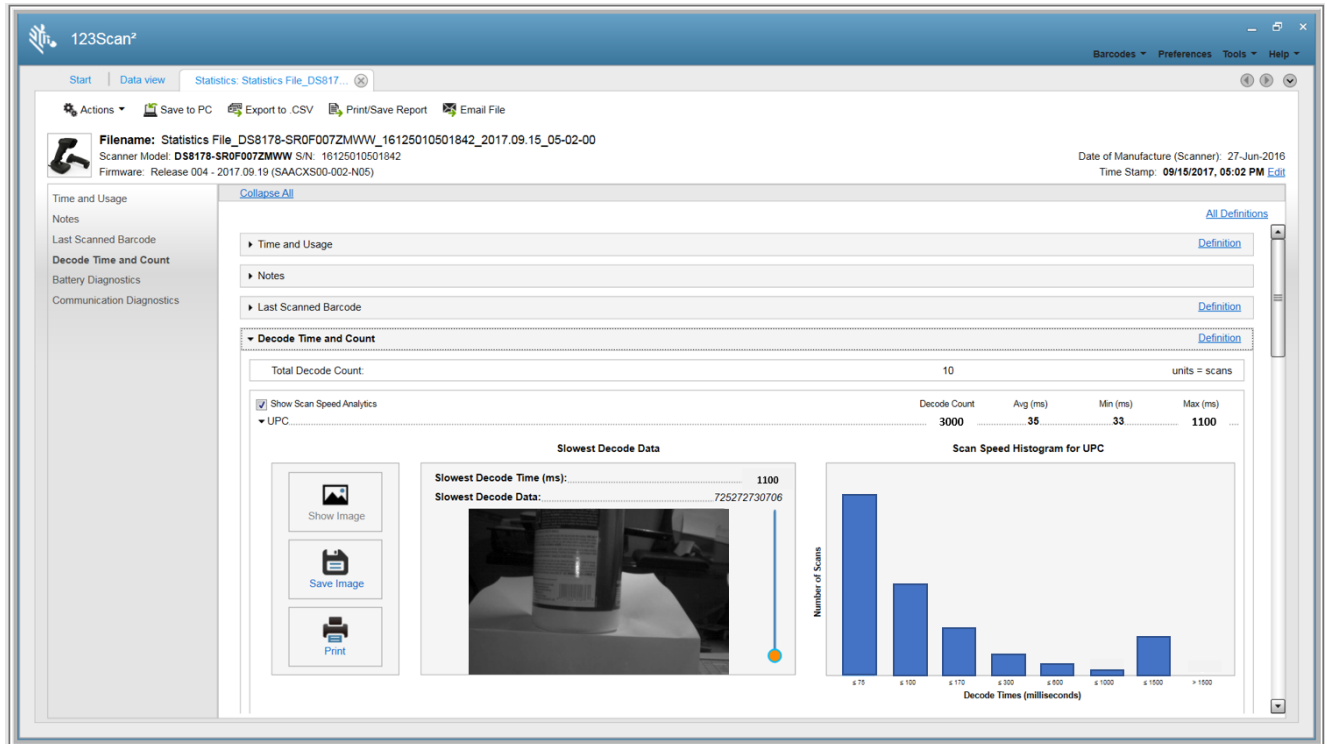 123Scan²
Barcodes Preferences Tools Help
Start Data view Statistics: Statistics File_DS817...
Actions Save to PC Export to .CSV Print/Save Report Email File
Filename: Statistics File_DS8178-SR0F007ZMWW_16125010501842_2017.09.15_05-02-00
Scanner Model: DS8178-SR0F007ZMWW S/N: 16125010501842
Date of Manufacture (Scanner): 27-Jun-2016
Firmware: Release 004 - 2017.09.19 (SAACXS00-002-N05)
Time Stamp: 09/15/2017, 05:02 PM Edit
Time and Usage
Notes
Last Scanned Barcode
Decode Time and Count
Battery Diagnostics
Communication Diagnostics
Collapse All
All Definitions
Time and Usage Definition
Notes
Last Scanned Barcode Definition
Decode Time and Count Definition
Total Decode Count: 10 units = scans
Show Scan Speed Analytics Decode Count Avg (ms) Min (ms) Max (ms)
UPC 3000 35 33 1100
Slowest Decode Data
Show Image
Save Image
Print
Slowest Decode Time (ms): 1100
Slowest Decode Data: 725272730706
Scan Speed Histogram for UPC
Number of Scans
≤ 75 ≤ 100 ≤ 170 ≤ 300 ≤ 600 ≤ 1000 ≤ 1500 > 1500
Decode Times (milliseconds)